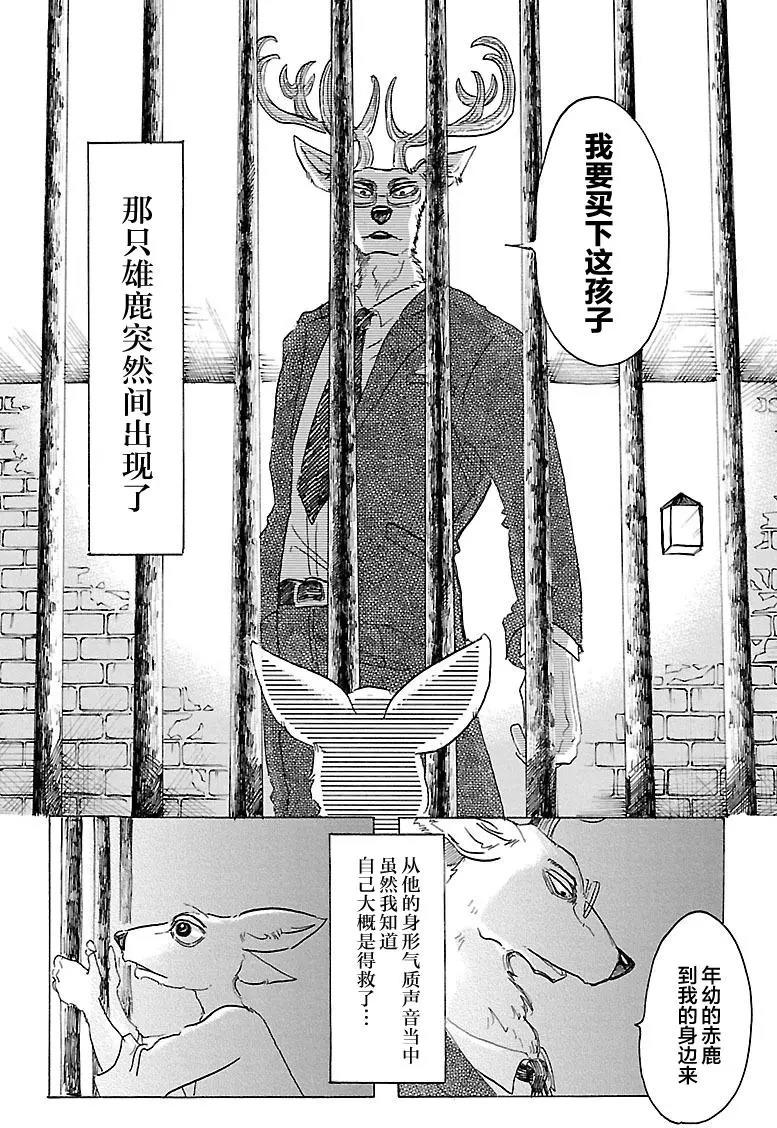 我要买下这孩子
那只雄鹿突然间出现了
年幼的赤鹿
到我的身边来
从他的身形气质声音当中
虽然我知道
自己大概是得救了…